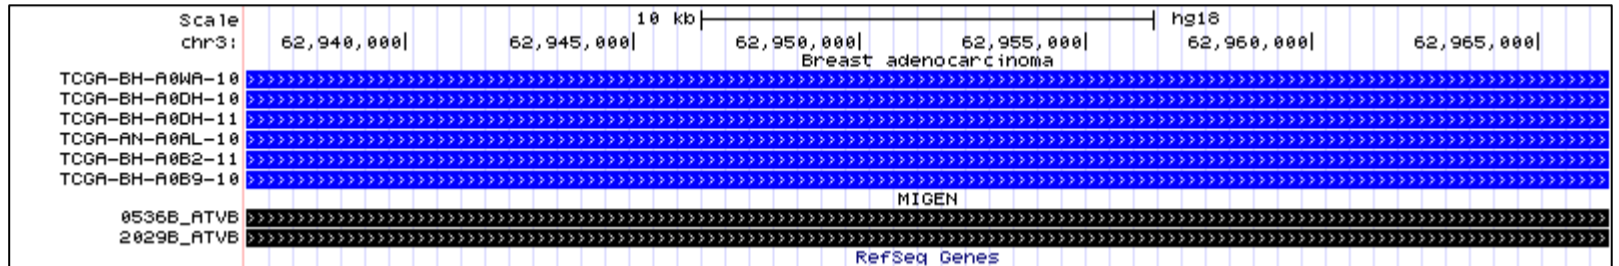 Scale 10 kb hg18
chr3: 62,940,000 62,945,000 62,950,000 62,955,000 62,960,000 62,965,000
Breast adenocarcinoma
TCGA-BH-A0WA-10
TCGA-BH-A0DH-10
TCGA-BH-A0DH-11
TCGA-AN-A0AL-10
TCGA-BH-A0B2-11
TCGA-BH-A0B9-10
MIGEN
0536B_ATVB
2029B_ATVB
RefSeq Genes